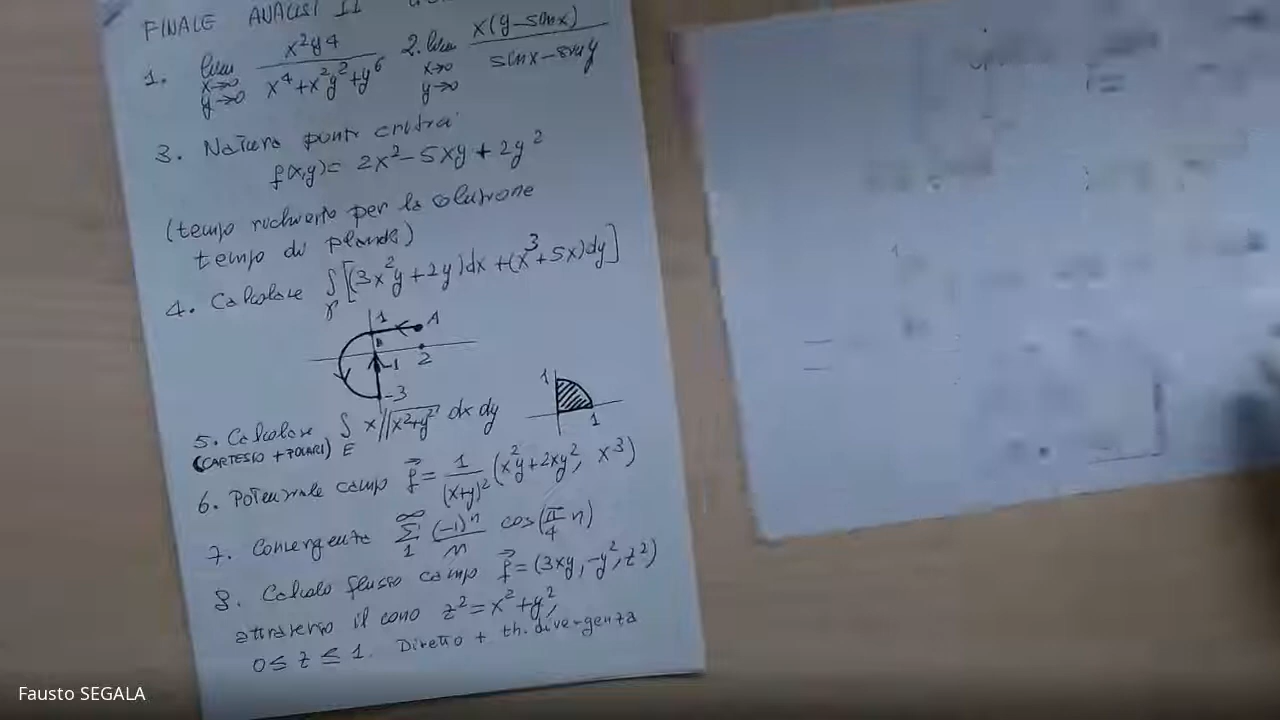 FINALE ANALISI II
1. lim x→0 y→0 x²y⁴ / x⁴+x²y²+y⁶ 2. lim x→0 y→0 x(y-senx) / senx-seny
3. Natura punti critici
f(x,y)= 2x²-5xy+2y²
(tempo richiesto per la soluzione
tempo di Planck)
4. Calcolare ∫γ [(3x²y+2y)dx+(x³+5x)dy]
1 A
B
-1 2
-3
1
1
5. Calcolare ∫E x/√x²+y² dx dy
(CARTESIO + POLARI)
6. Potenziale campo f⃗= 1/(x+y)² (x²y+2xy², x³)
7. Convergenza ∞ Σ 1 (-1)ⁿ/n cos(π/4 n)
8. Calcolo flusso campo f⃗=(3xy,-y²,z²)
attraverso il cono z²=x²+y²,
0≤z≤1. Diretto + th. divergenza
Fausto SEGALA